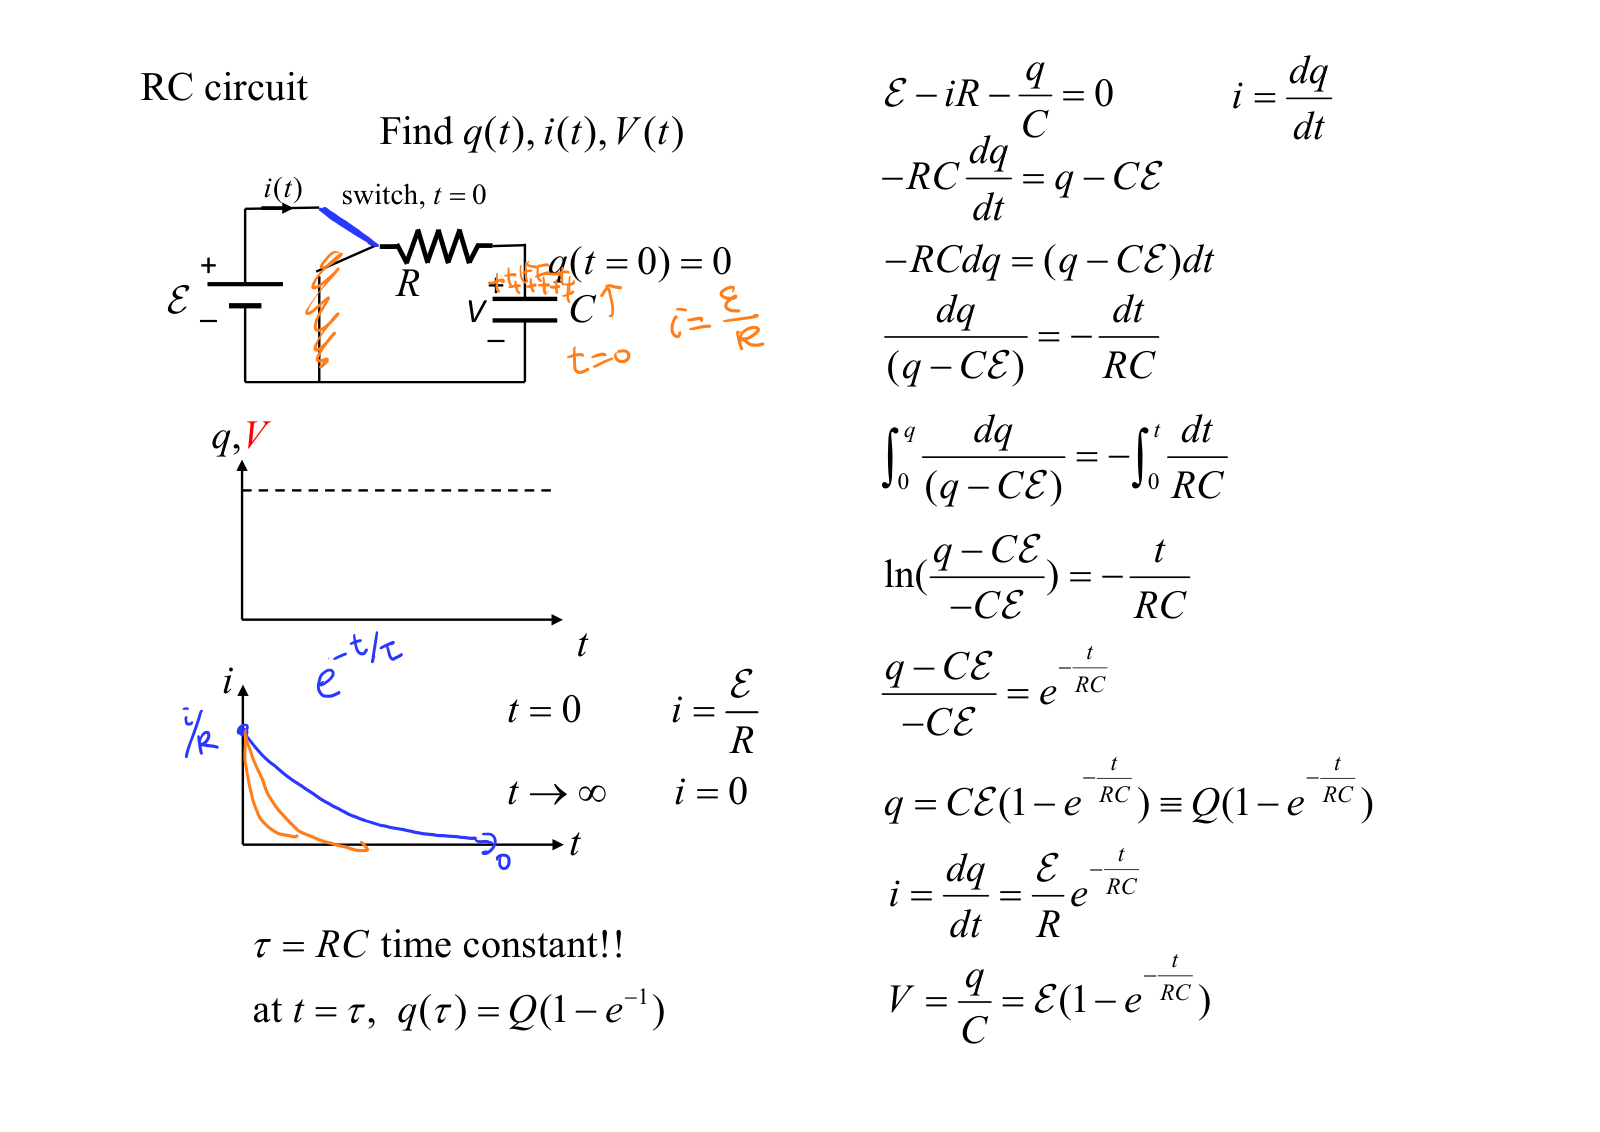 RC circuit
Find q(t), i(t), V(t)
i(t)
switch, t = 0
+
ℰ
−
R
q(t = 0) = 0
+++++++++
V
C ↑
−
t=0
i = ℰ/R
q, V
t
e^{-t/τ}
i
i/R
t = 0 i = ℰ/R
t → ∞ i = 0
t
0
τ = RC time constant!!
at t = τ, q(τ) = Q(1 − e^{−1})
ℰ − iR − q/C = 0 i = dq/dt
−RC dq/dt = q − Cℰ
−RCdq = (q − Cℰ)dt
dq/(q − Cℰ) = − dt/RC
∫_0^q dq/(q − Cℰ) = −∫_0^t dt/RC
ln((q − Cℰ)/(−Cℰ)) = − t/RC
(q − Cℰ)/(−Cℰ) = e^{−t/RC}
q = Cℰ(1 − e^{−t/RC}) ≡ Q(1 − e^{−t/RC})
i = dq/dt = ℰ/R e^{−t/RC}
V = q/C = ℰ(1 − e^{−t/RC})